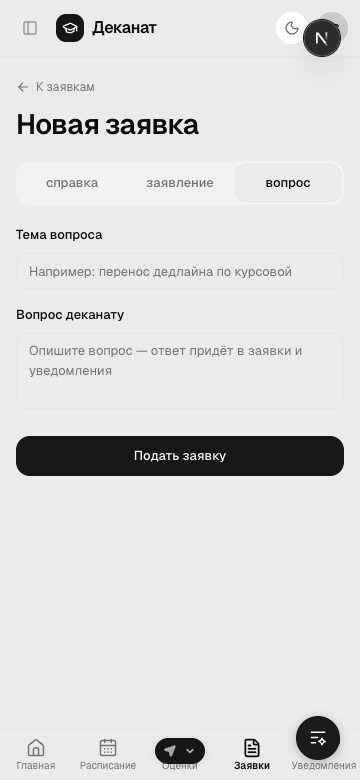 Деканат
N
К заявкам
Новая заявка
справка заявление вопрос
Тема вопроса
Например: перенос дедлайна по курсовой
Вопрос деканату
Опишите вопрос — ответ придёт в заявки и
уведомления
Подать заявку
Главная Расписание Оценки Заявки Уведомления